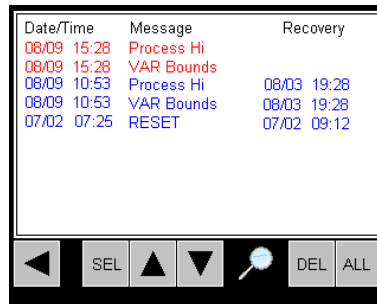 Date/Time Message Recovery
08/09 15:28 Process Hi
08/09 15:28 VAR Bounds
08/09 10:53 Process Hi 08/03 19:28
08/09 10:53 VAR Bounds 08/03 19:28
07/02 07:25 RESET 07/02 09:12
SEL DEL ALL